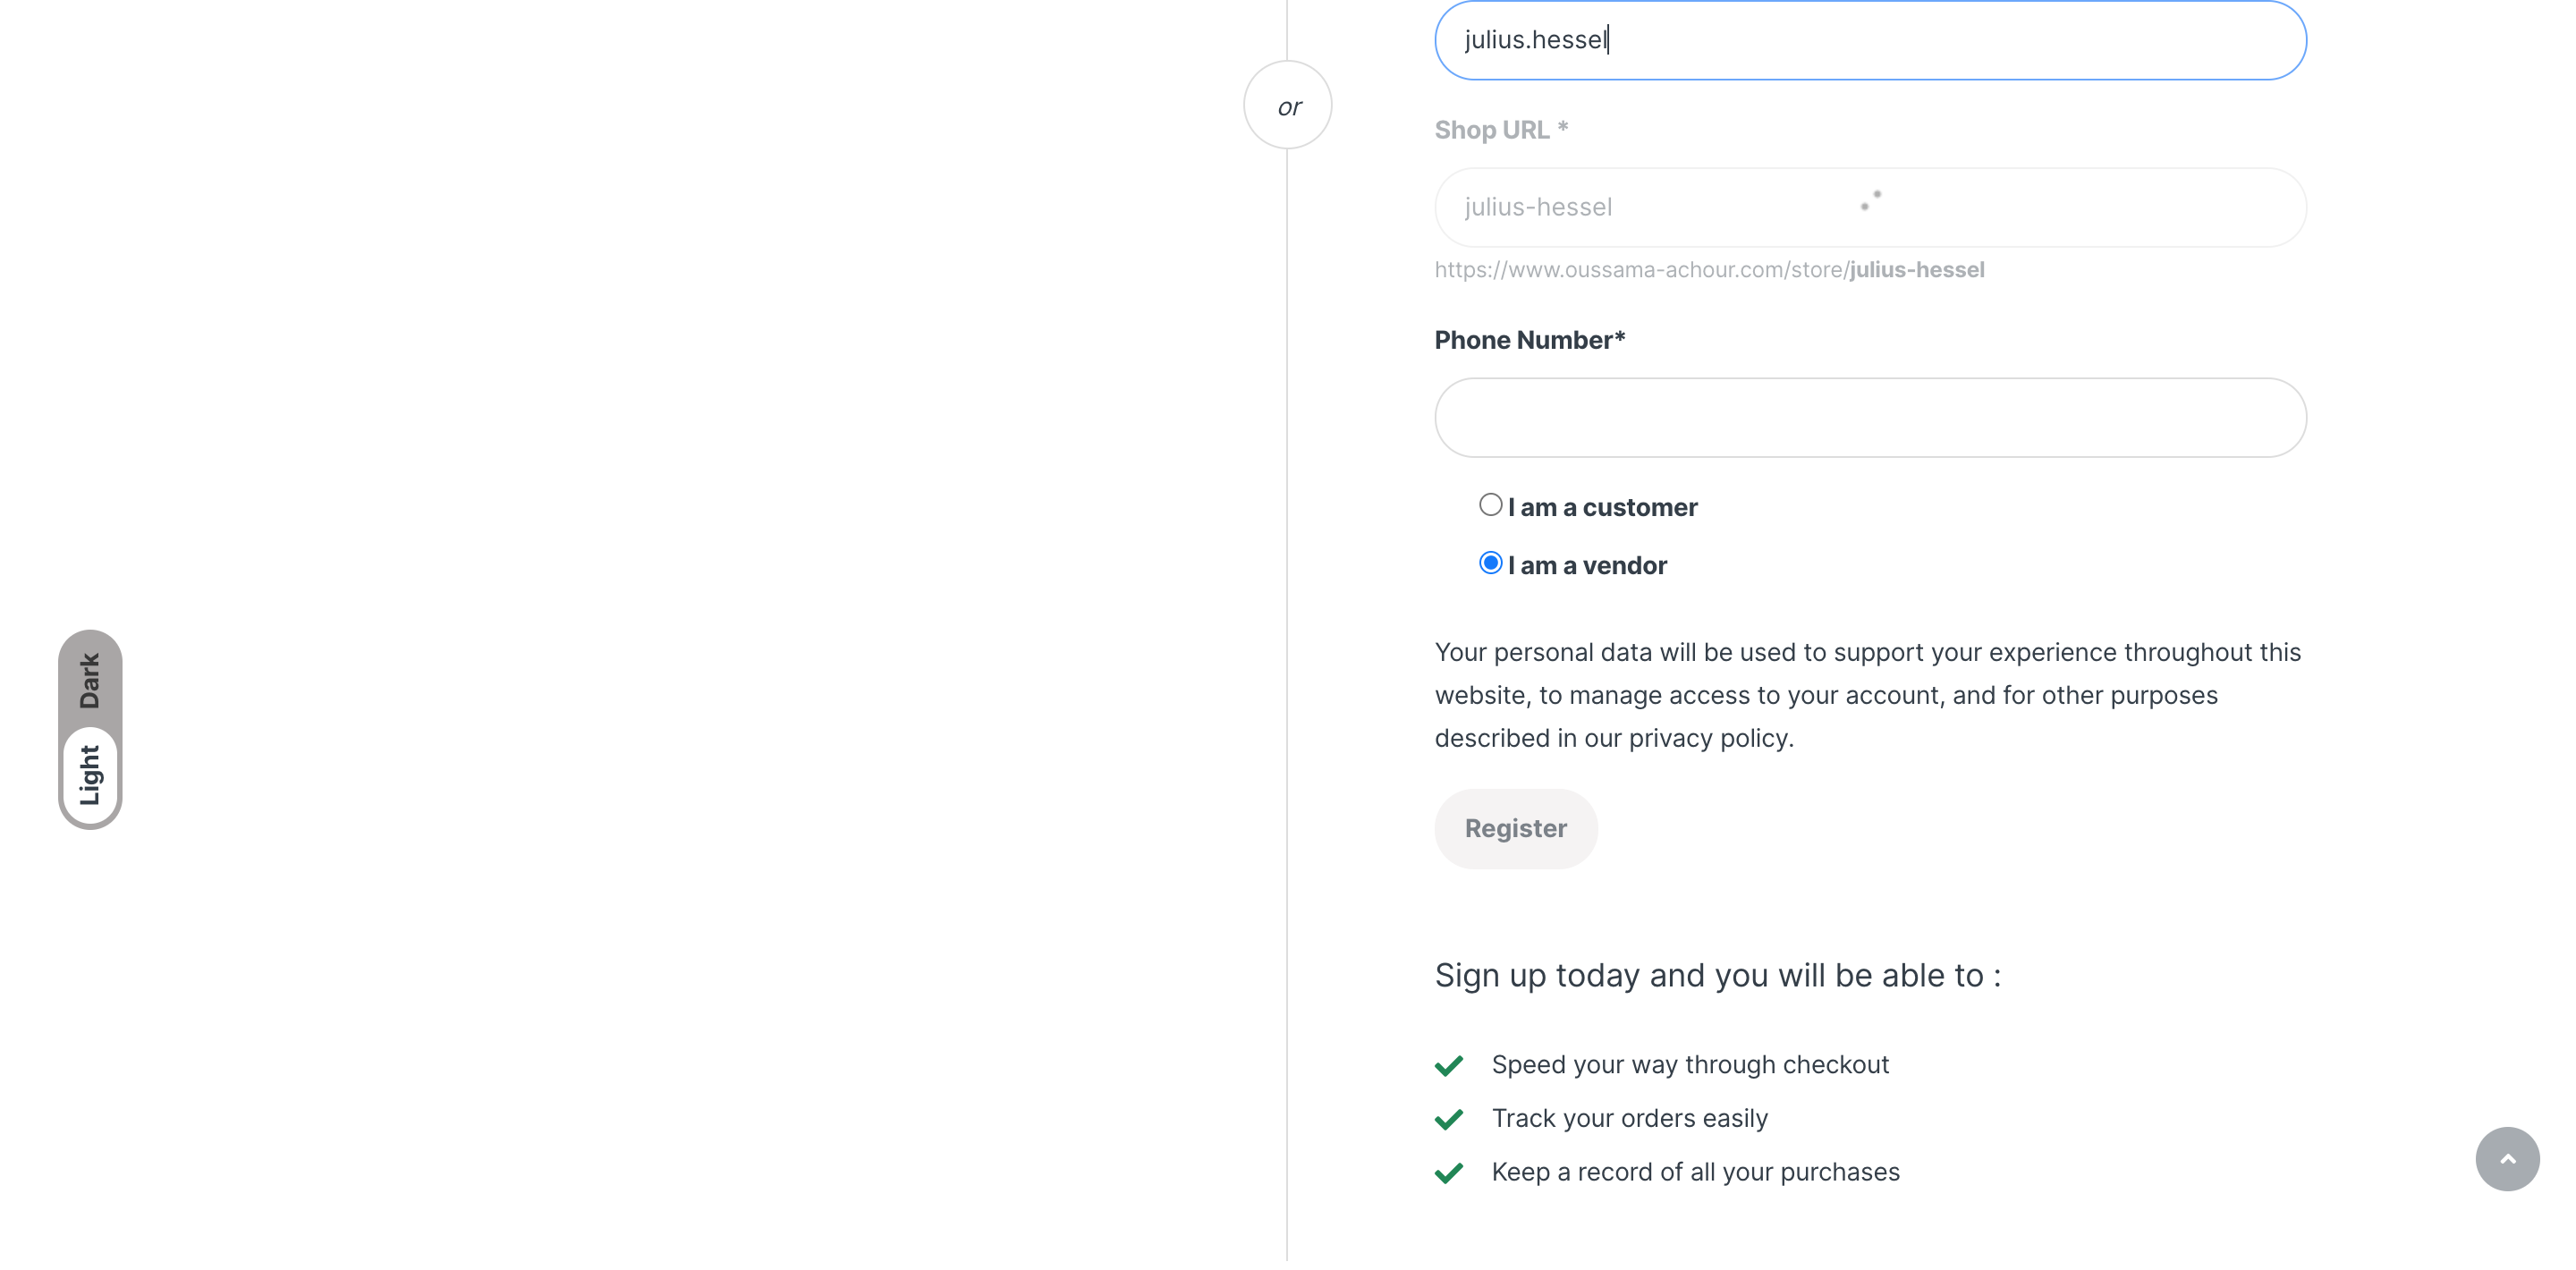 julius.hessel
or
Shop URL *
julius-hessel
https://www.oussama-achour.com/store/julius-hessel
Phone Number*
I am a customer
I am a vendor
Your personal data will be used to support your experience throughout this
website, to manage access to your account, and for other purposes
described in our privacy policy.
Register
Sign up today and you will be able to :
Speed your way through checkout
Track your orders easily
Keep a record of all your purchases
Dark
Light